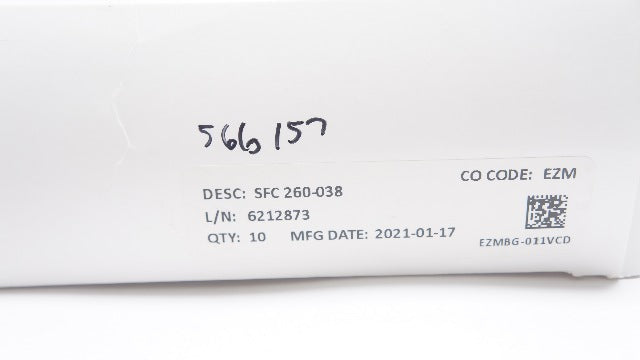 566157
CO CODE: EZM
DESC: SFC 260-038
L/N: 6212873
QTY: 10 MFG DATE: 2021-01-17
EZMBG-011VCD